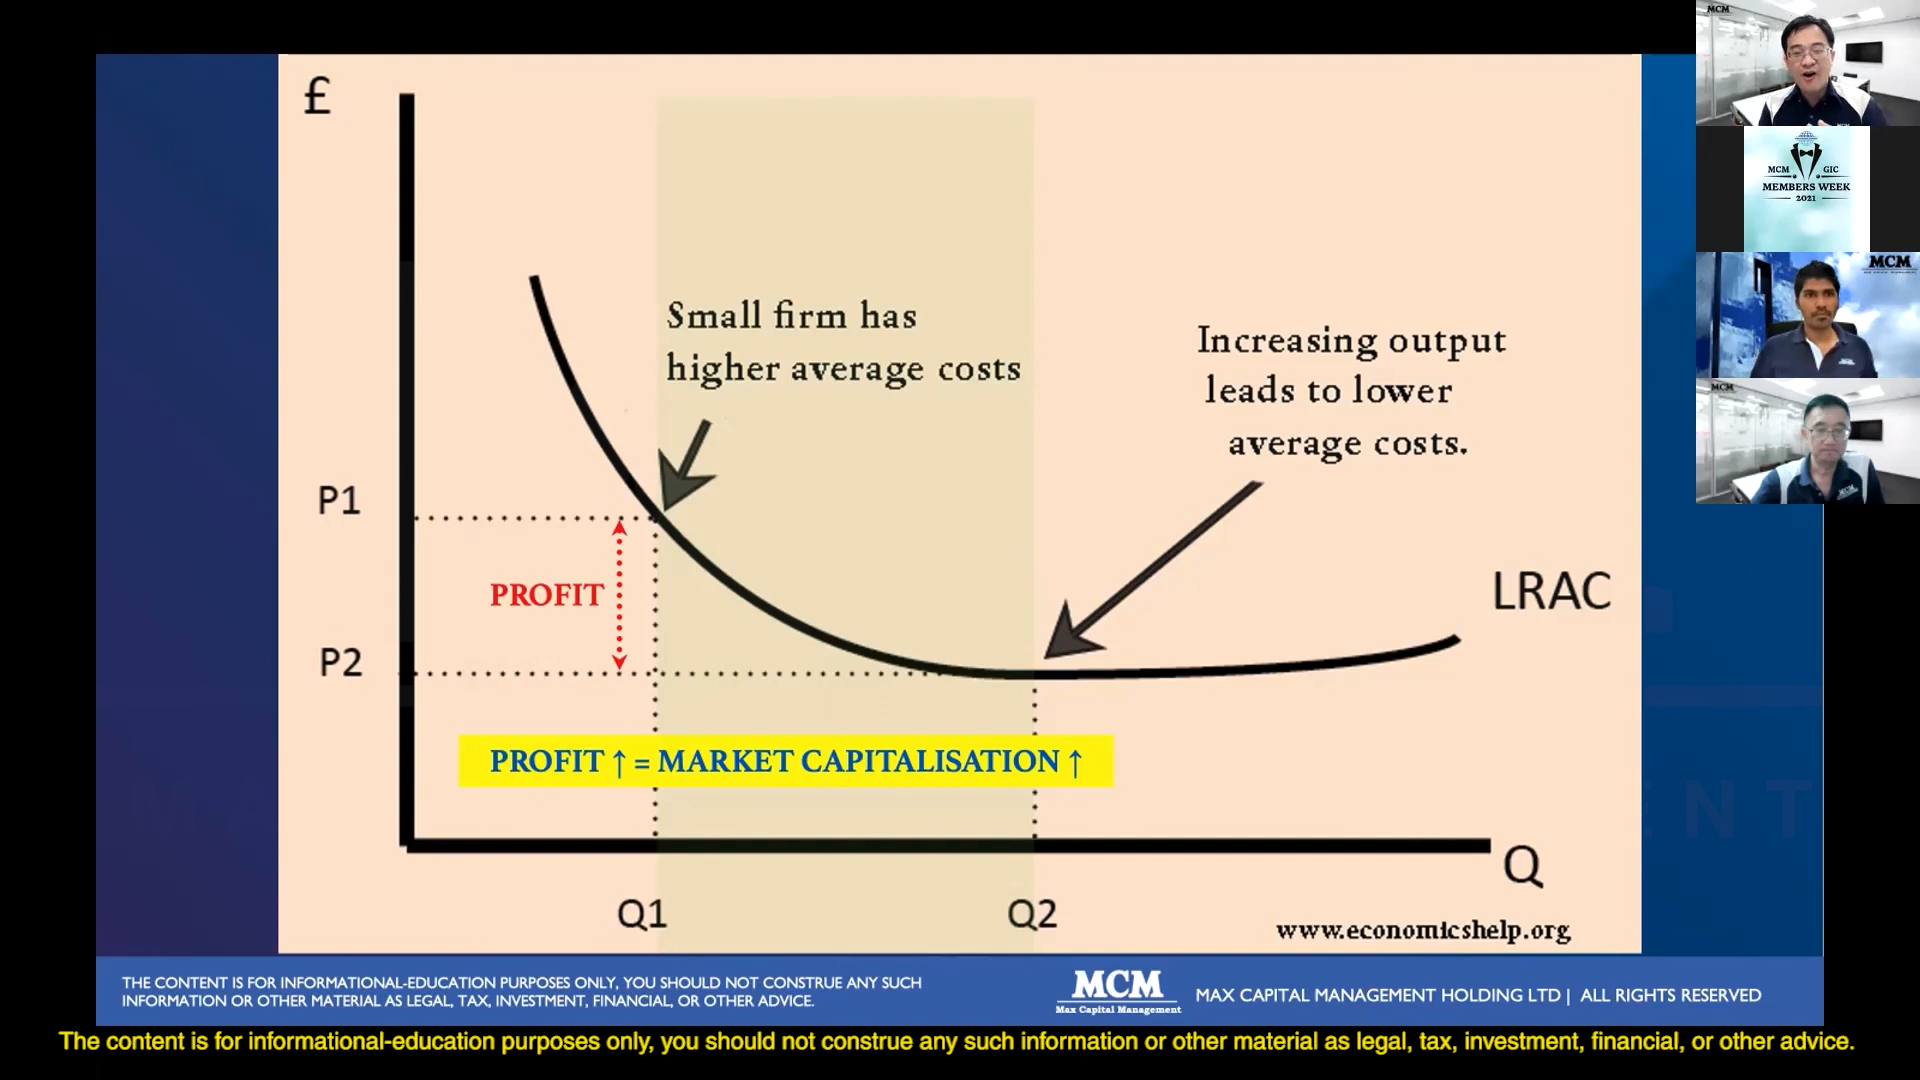 £
Small firm has
higher average costs
Increasing output
leads to lower
average costs.
P1
PROFIT
LRAC
P2
PROFIT ↑ = MARKET CAPITALISATION ↑
Q
Q1
Q2
www.economicshelp.org
THE CONTENT IS FOR INFORMATIONAL-EDUCATION PURPOSES ONLY, YOU SHOULD NOT CONSTRUE ANY SUCH
INFORMATION OR OTHER MATERIAL AS LEGAL, TAX, INVESTMENT, FINANCIAL, OR OTHER ADVICE.
MCM
Max Capital Management
MAX CAPITAL MANAGEMENT HOLDING LTD | ALL RIGHTS RESERVED
The content is for informational-education purposes only, you should not construe any such information or other material as legal, tax, investment, financial, or other advice.
MCM
MCM GIC
MEMBERS WEEK
2021
MCM
MCM
MCM
MCM